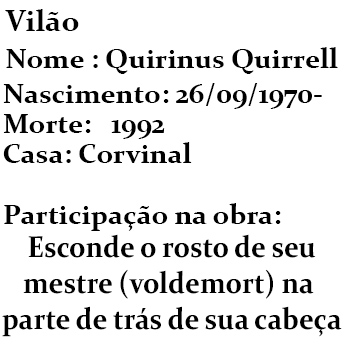 Vilão
Nome : Quirinus Quirrell
Nascimento: 26/09/1970-
Morte: 1992
Casa: Corvinal
Participação na obra:
Esconde o rosto de seu
mestre (voldemort) na
parte de trás de sua cabeça